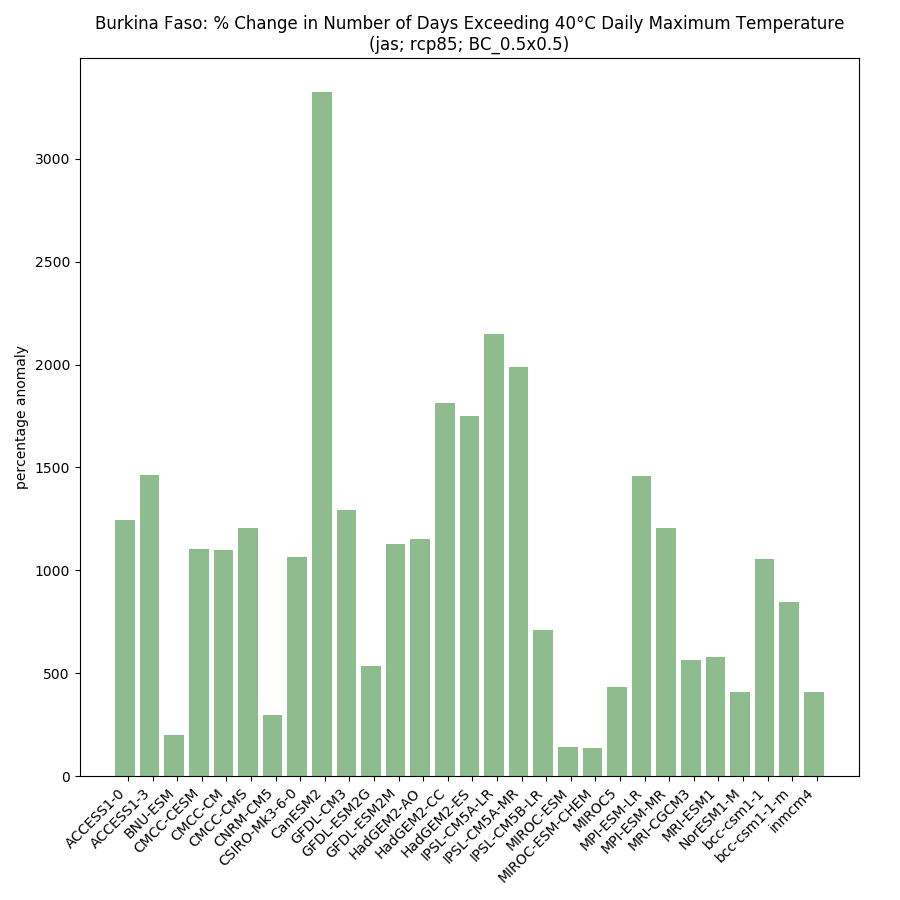 Burkina Faso: % Change in Number of Days Exceeding 40°C Daily Maximum Temperature
(jas; rcp85; BC_0.5x0.5)
percentage anomaly
3000
2500
2000
1500
1000
500
0
ACCESS1-0
ACCESS1-3
BNU-ESM
CMCC-CESM
CMCC-CM
CMCC-CMS
CNRM-CM5
CSIRO-Mk3-6-0
CanESM2
GFDL-CM3
GFDL-ESM2G
GFDL-ESM2M
HadGEM2-AO
HadGEM2-CC
HadGEM2-ES
IPSL-CM5A-LR
IPSL-CM5A-MR
IPSL-CM5B-LR
MIROC-ESM
MIROC-ESM-CHEM
MIROC5
MPI-ESM-LR
MPI-ESM-MR
MRI-CGCM3
MRI-ESM1
NorESM1-M
bcc-csm1-1
bcc-csm1-1-m
inmcm4